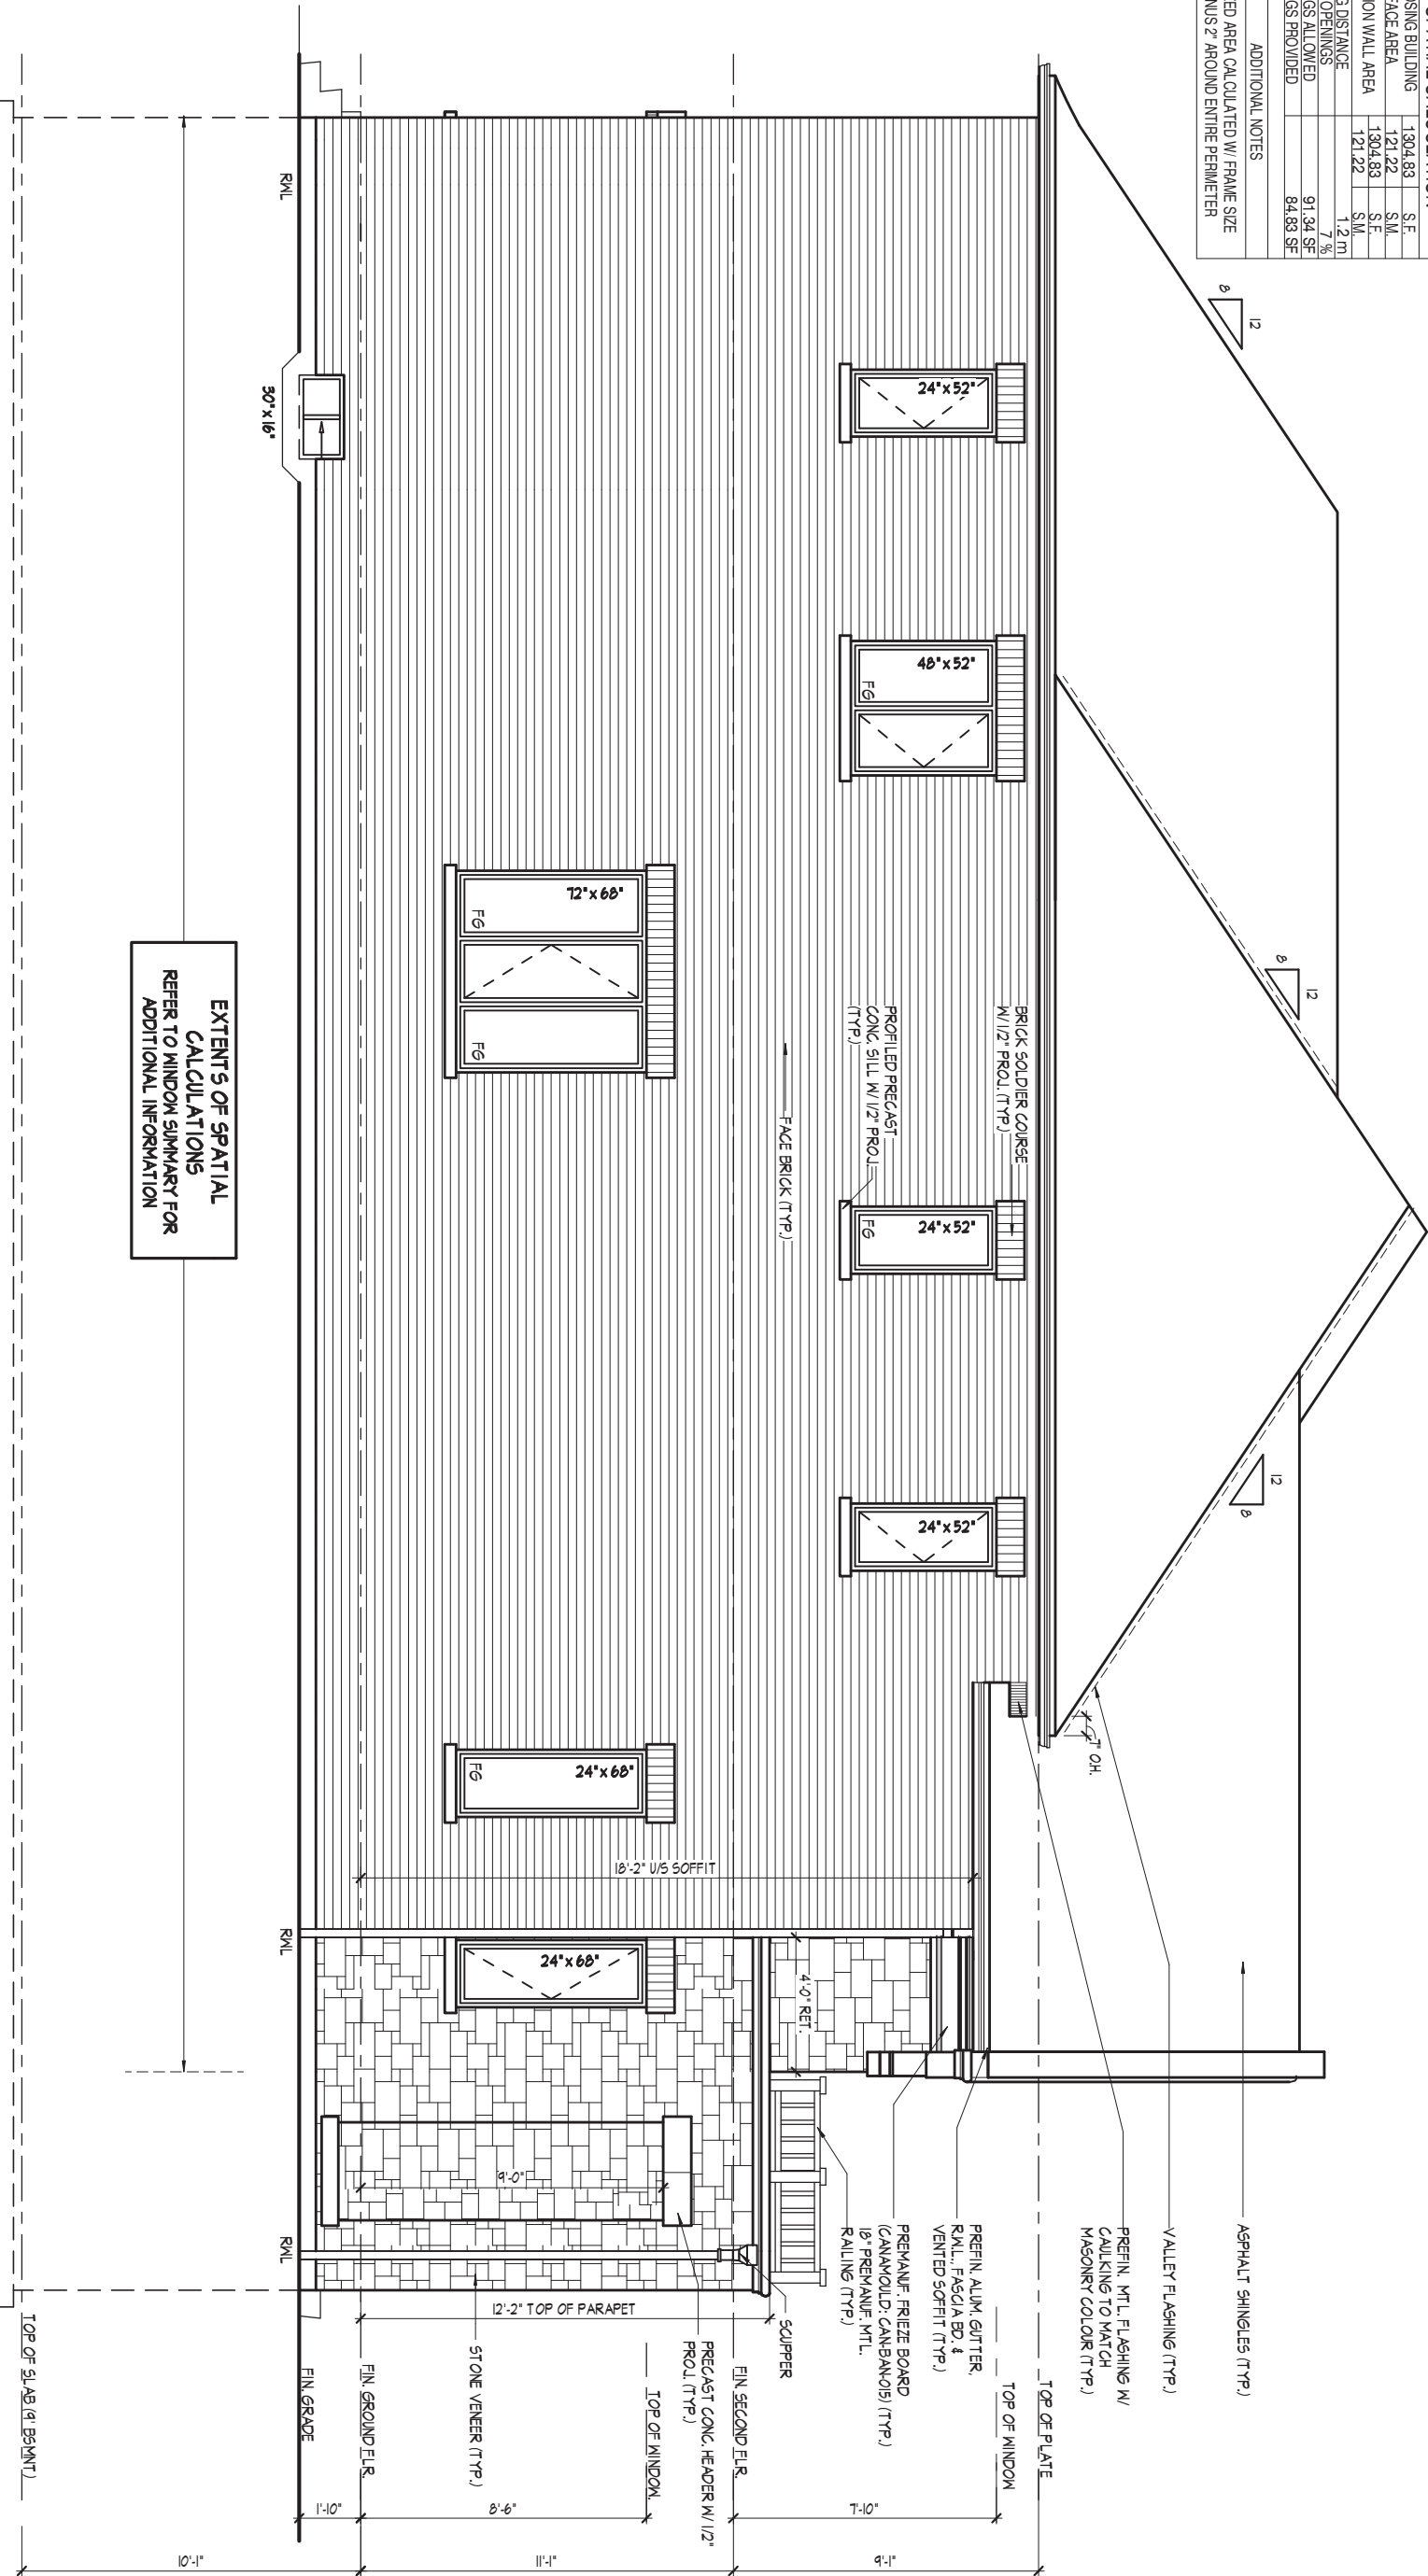 OSING BUILDING 1304.83 S.F.
FACE AREA 121.22 S.M.
ION WALL AREA 1304.83 S.F.
121.22 S.M.
G DISTANCE 1.2 m
OPENINGS 7 %
GS ALLOWED 91.34 SF
GS PROVIDED 84.83 SF
ADDITIONAL NOTES
ED AREA CALCULATED W/ FRAME SIZE
NUS 2" AROUND ENTIRE PERIMETER
12
8
12
8
12
8
7" O.H.
ASPHALT SHINGLES (TYP.)
VALLEY FLASHING (TYP.)
PREFIN. MTL. FLASHING W/
CAULKING TO MATCH
MASONRY COLOUR (TYP.)
TOP OF PLATE
TOP OF WINDOW
PREFIN. ALUM. GUTTER,
R.W.L., FASCIA BD. &
VENTED SOFFIT (TYP.)
PREMANUF. FRIEZE BOARD
(CANAMOULD: CAN-BAN-015) (TYP.)
18" PREMANUF. MTL.
RAILING (TYP.)
SCUPPER
FIN. SECOND FLR.
PRECAST CONC. HEADER W/ 1/2"
PROJ. (TYP.)
TOP OF WINDOW
STONE VENEER (TYP.)
FIN. GROUND FLR.
FIN. GRADE
TOP OF SLAB (9' BSMNT.)
24"x52"
48"x52"
FG
24"x52"
FG
24"x52"
BRICK SOLDIER COURSE
W/ 1/2" PROJ. (TYP.)
PROFILED PRECAST
CONC. SILL W/ 1/2" PROJ.
(TYP.)
FACE BRICK (TYP.)
72"x68"
FG
FG
24"x68"
FG
24"x68"
18'-2" U/S SOFFIT
4'-0" RET.
9'-0"
12'-2" TOP OF PARAPET
30"x16"
RWL
RWL
RWL
EXTENTS OF SPATIAL
CALCULATIONS
REFER TO WINDOW SUMMARY FOR
ADDITIONAL INFORMATION
1'-10"
8'-6"
7'-10"
10'-1"
11'-1"
9'-1"